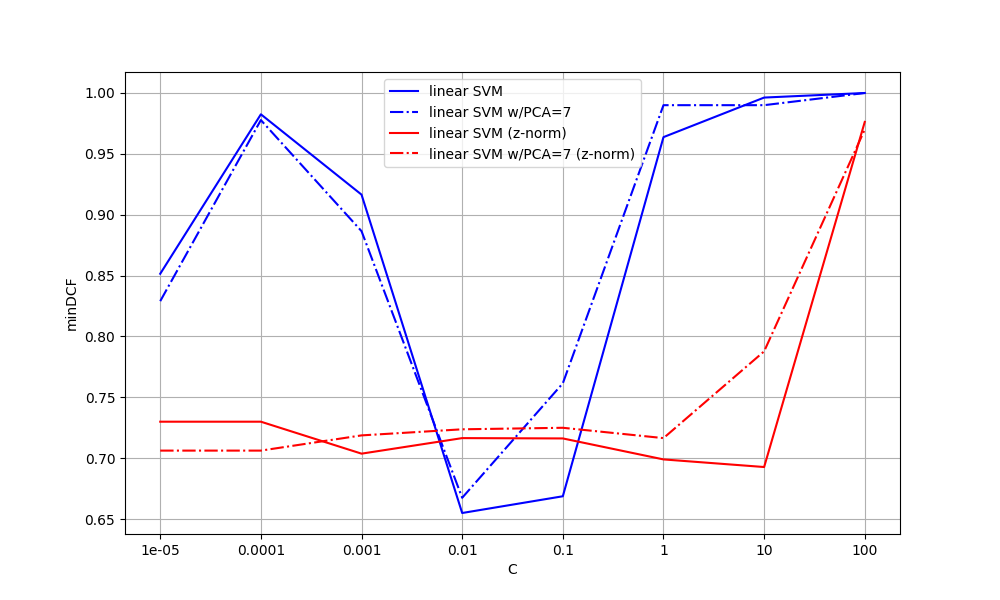 linear SVM
linear SVM w/PCA=7
linear SVM (z-norm)
linear SVM w/PCA=7 (z-norm)
minDCF
1.00
0.95
0.90
0.85
0.80
0.75
0.70
0.65
1e-05 0.0001 0.001 0.01 0.1 1 10 100
C